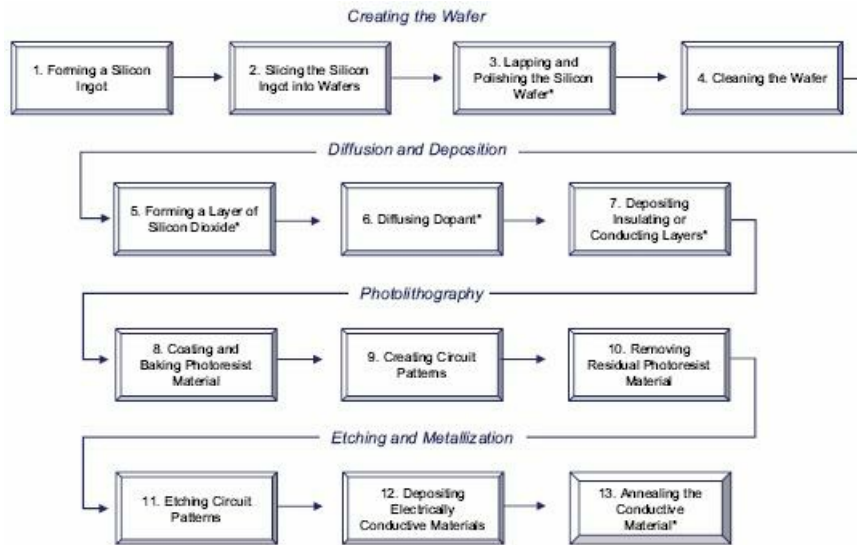 Creating the Wafer
1. Forming a Silicon
Ingot
2. Slicing the Silicon
Ingot into Wafers
3. Lapping and
Polishing the Silicon
Wafer*
4. Cleaning the Wafer
Diffusion and Deposition
5. Forming a Layer of
Silicon Dioxide*
6. Diffusing Dopant*
7. Depositing
Insulating or
Conducting Layers*
Photolithography
8. Coating and
Baking Photoresist
Material
9. Creating Circuit
Patterns
10. Removing
Residual Photoresist
Material
Etching and Metallization
11. Etching Circuit
Patterns
12. Depositing
Electrically
Conductive Materials
13. Annealing the
Conductive
Material*